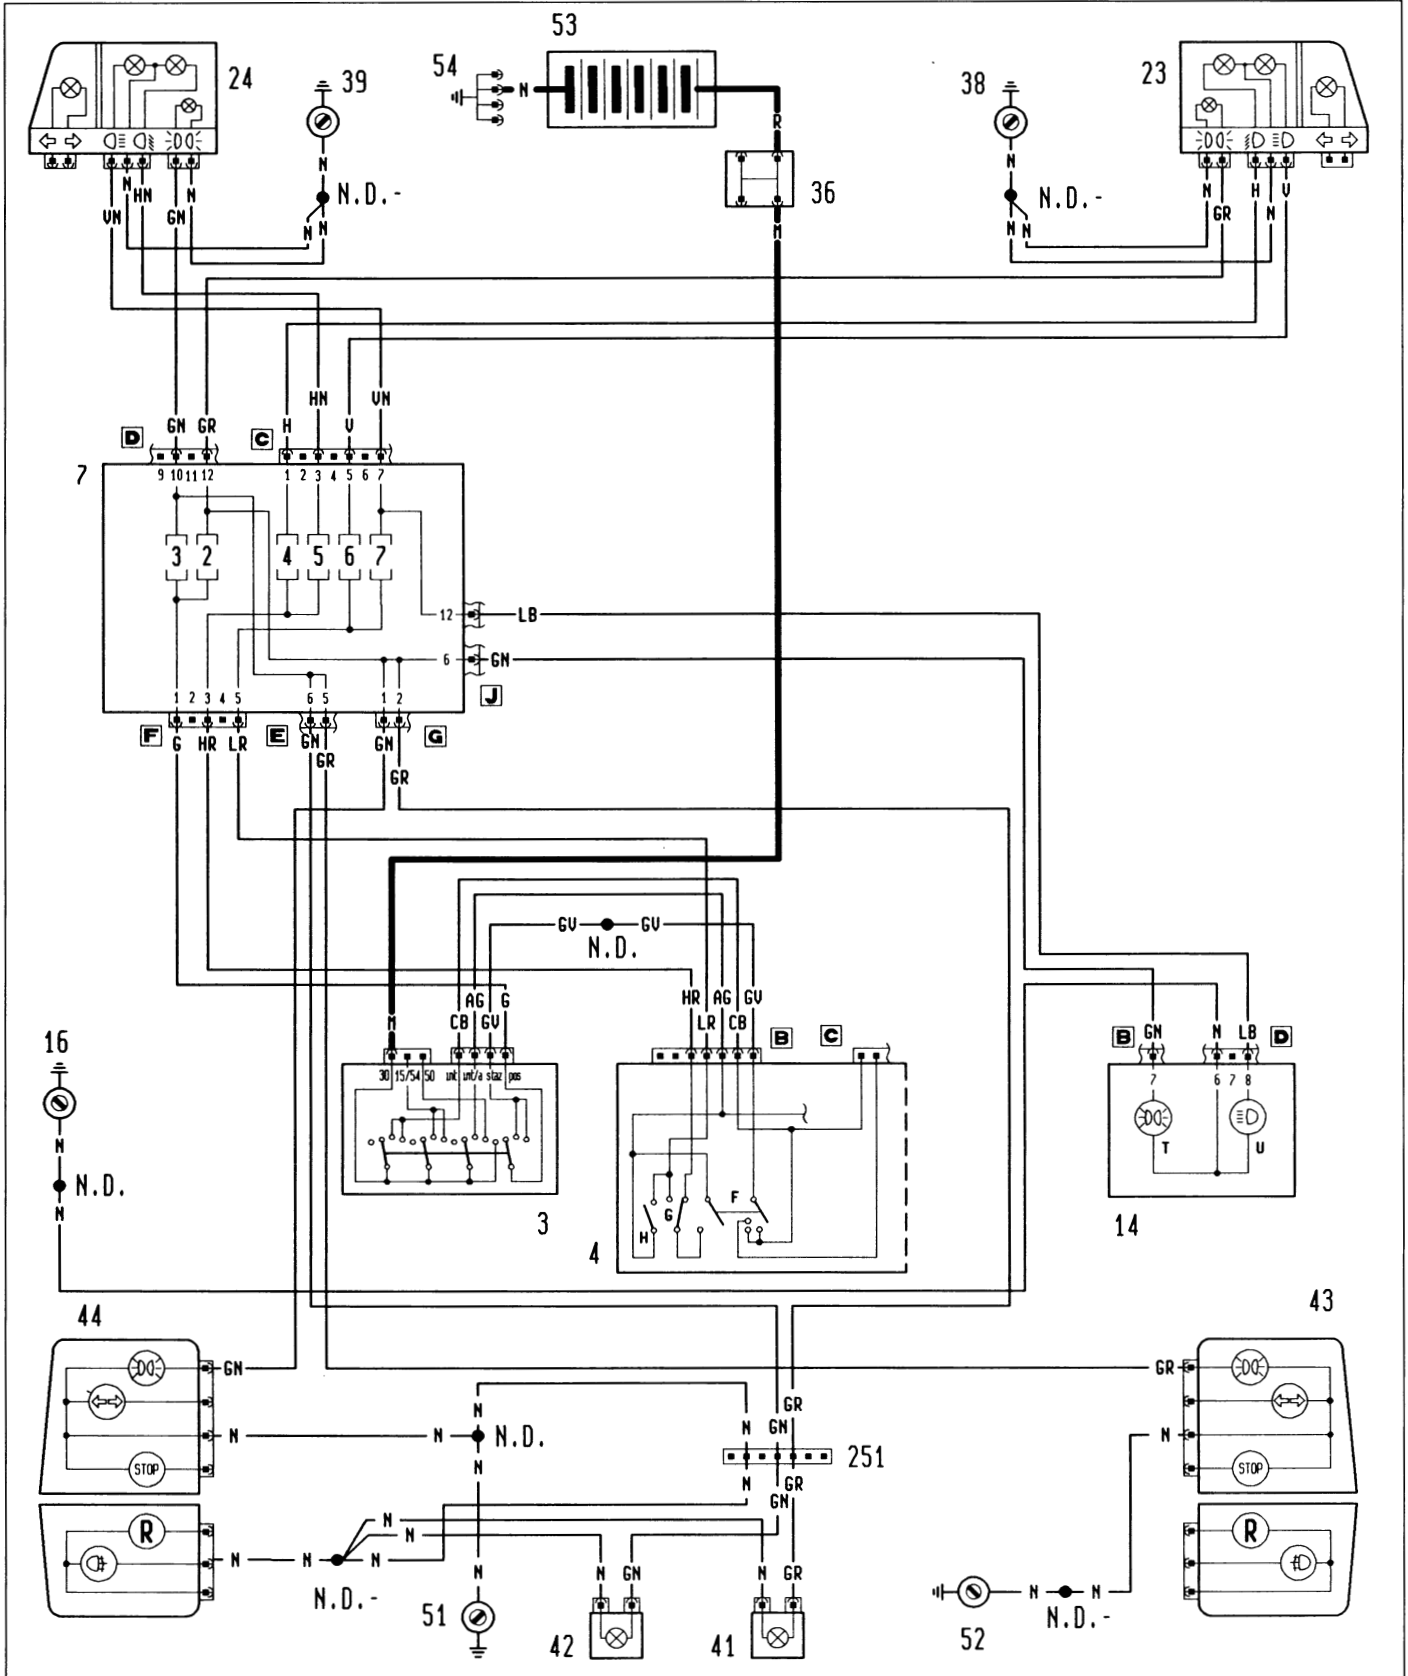 53
24
39
54
N
38
23
R
N
N
N
HN
N
N.D.-
36
N.D.-
N
H
V
VN
GN
GR
N
N
N
M
N
N
N
HN
VN
D
GN
GR
C
H
V
7
9 10 11 12
1 2 3 4 5 6 7
3 2 4 5 6 7
12
LB
6
GN
1 2 3 4 5
6 5
1 2
J
F
G
HR
LR
E
GN
GN
G
GR
GR
GV
GV
N.D.
AG
G
HR
AG
GV
M
CB
GV
LR
CB
B
C
B
GN
N
LB
D
16
30 15/54 50 int int/a staz pos
7
6 7 8
N
T
U
N.D.
N
F
G
H
3
4
14
44
43
GN
GR
N
GR
N
GN
N
N
N.D.
N
STOP
N
251
STOP
N
GR
GN
R
N
N
R
N
N
N
N
N
GN
N
GR
N
N
N.D.-
51
42
41
52
N.D.-